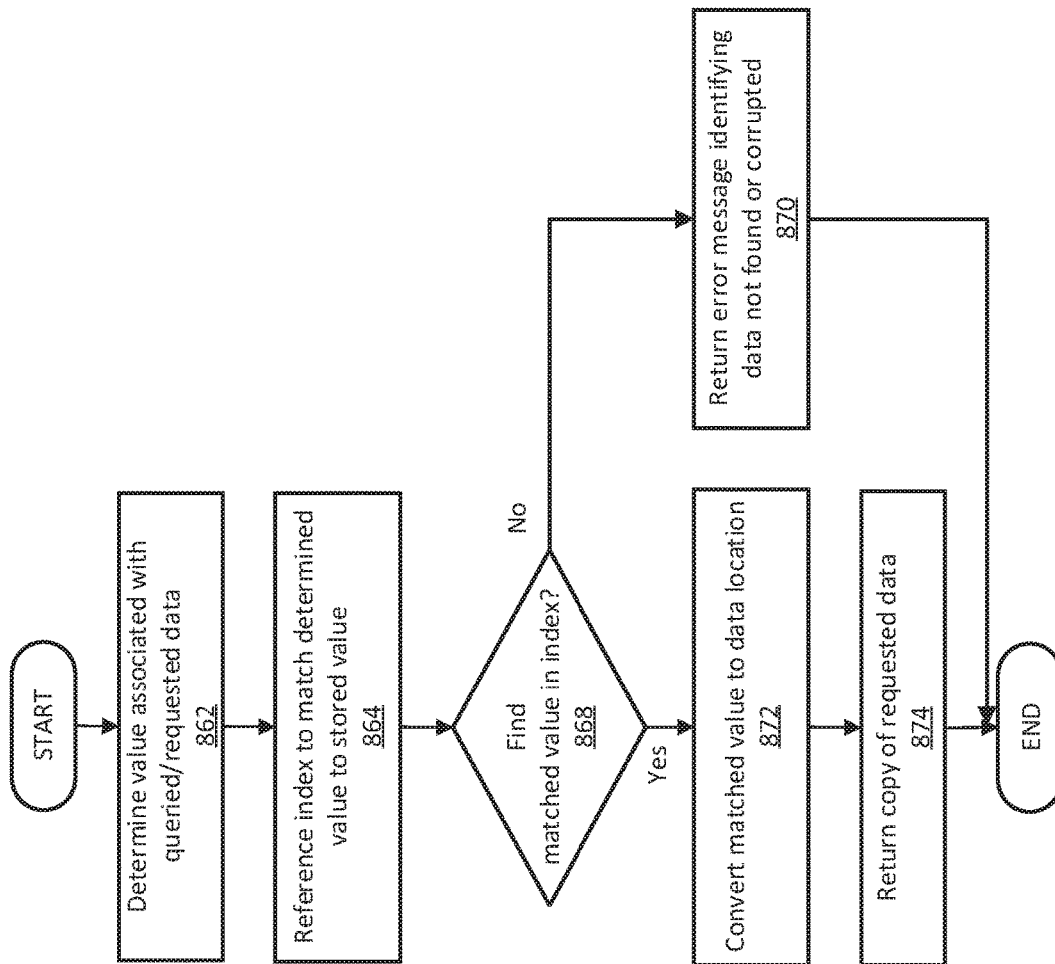 START
Determine value associated with
queried/requested data
862
Reference index to match determined
value to stored value
864
Find
matched value in index?
868
No
Yes
Return error message identifying
data not found or corrupted
870
Convert matched value to data location
872
Return copy of requested data
874
END